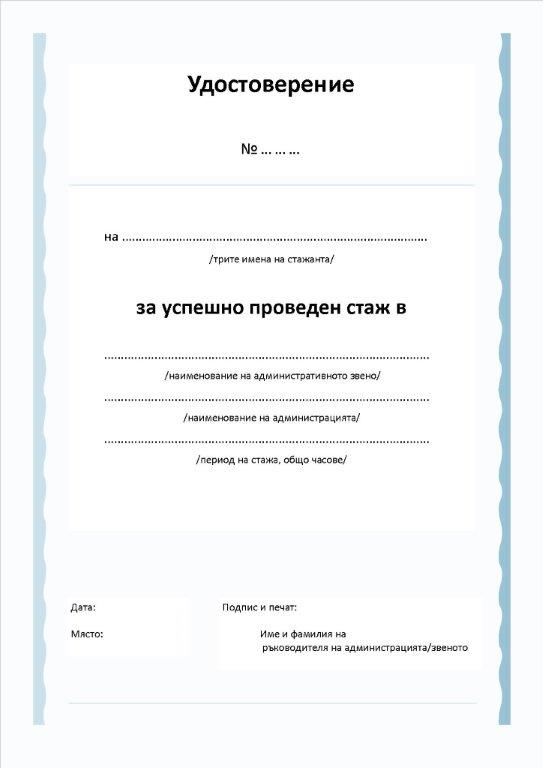 Удостоверение
№ ... ... ...
на ............................................................................................
/трите имена на стажанта/
за успешно проведен стаж в
..................................................................................................
/наименование на административното звено/
..................................................................................................
/наименование на администрацията/
..................................................................................................
/период на стажа, общо часове/
Дата:
Подпис и печат:
Място:
Име и фамилия на
ръководителя на администрацията/звеното